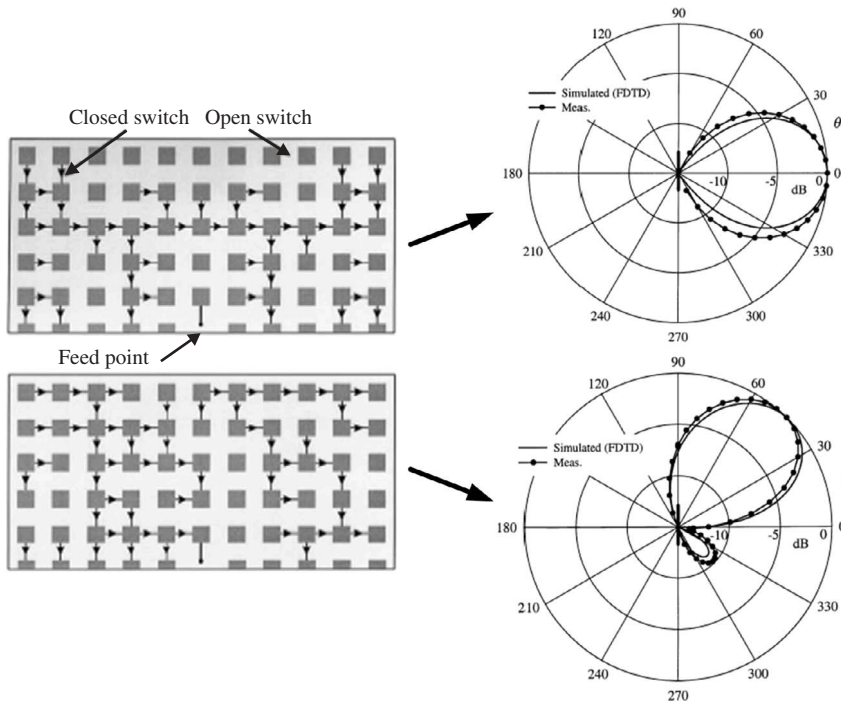 Closed switch Open switch
Feed point
90
120 60
Simulated (FDTD)
Meas.
30
θ
180 -10 -5 dB 0 0
210 330
240 300
270
90
120 60
Simulated (FDTD)
Meas.
30
180 -10 -5 dB 0 0
210 330
240 300
270